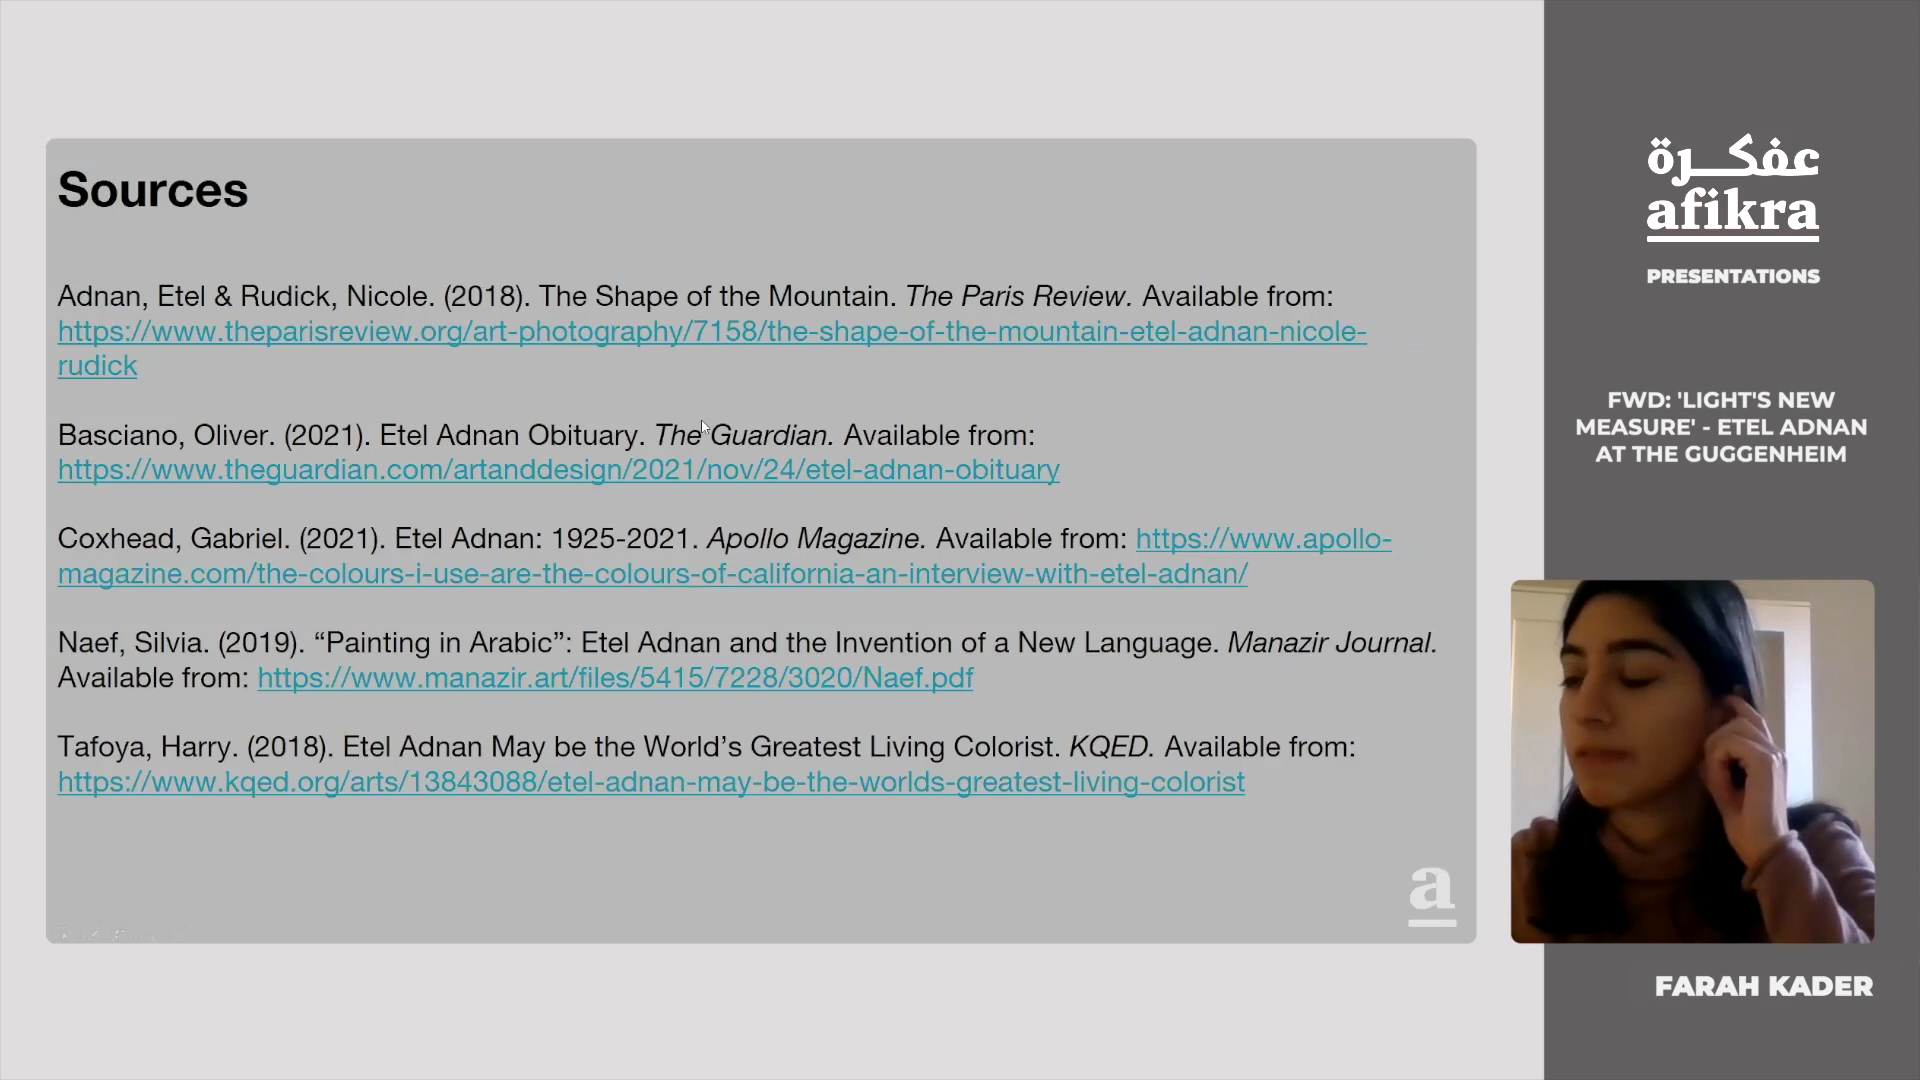 Sources
Adnan, Etel & Rudick, Nicole. (2018). The Shape of the Mountain. The Paris Review. Available from:
https://www.theparisreview.org/art-photography/7158/the-shape-of-the-mountain-etel-adnan-nicole-
rudick
Basciano, Oliver. (2021). Etel Adnan Obituary. The Guardian. Available from:
https://www.theguardian.com/artanddesign/2021/nov/24/etel-adnan-obituary
Coxhead, Gabriel. (2021). Etel Adnan: 1925-2021. Apollo Magazine. Available from: https://www.apollo-
magazine.com/the-colours-i-use-are-the-colours-of-california-an-interview-with-etel-adnan/
Naef, Silvia. (2019). “Painting in Arabic”: Etel Adnan and the Invention of a New Language. Manazir Journal.
Available from: https://www.manazir.art/files/5415/7228/3020/Naef.pdf
Tafoya, Harry. (2018). Etel Adnan May be the World’s Greatest Living Colorist. KQED. Available from:
https://www.kqed.org/arts/13843088/etel-adnan-may-be-the-worlds-greatest-living-colorist
a
عفكرة
afikra
PRESENTATIONS
FWD: 'LIGHT'S NEW
MEASURE' - ETEL ADNAN
AT THE GUGGENHEIM
FARAH KADER